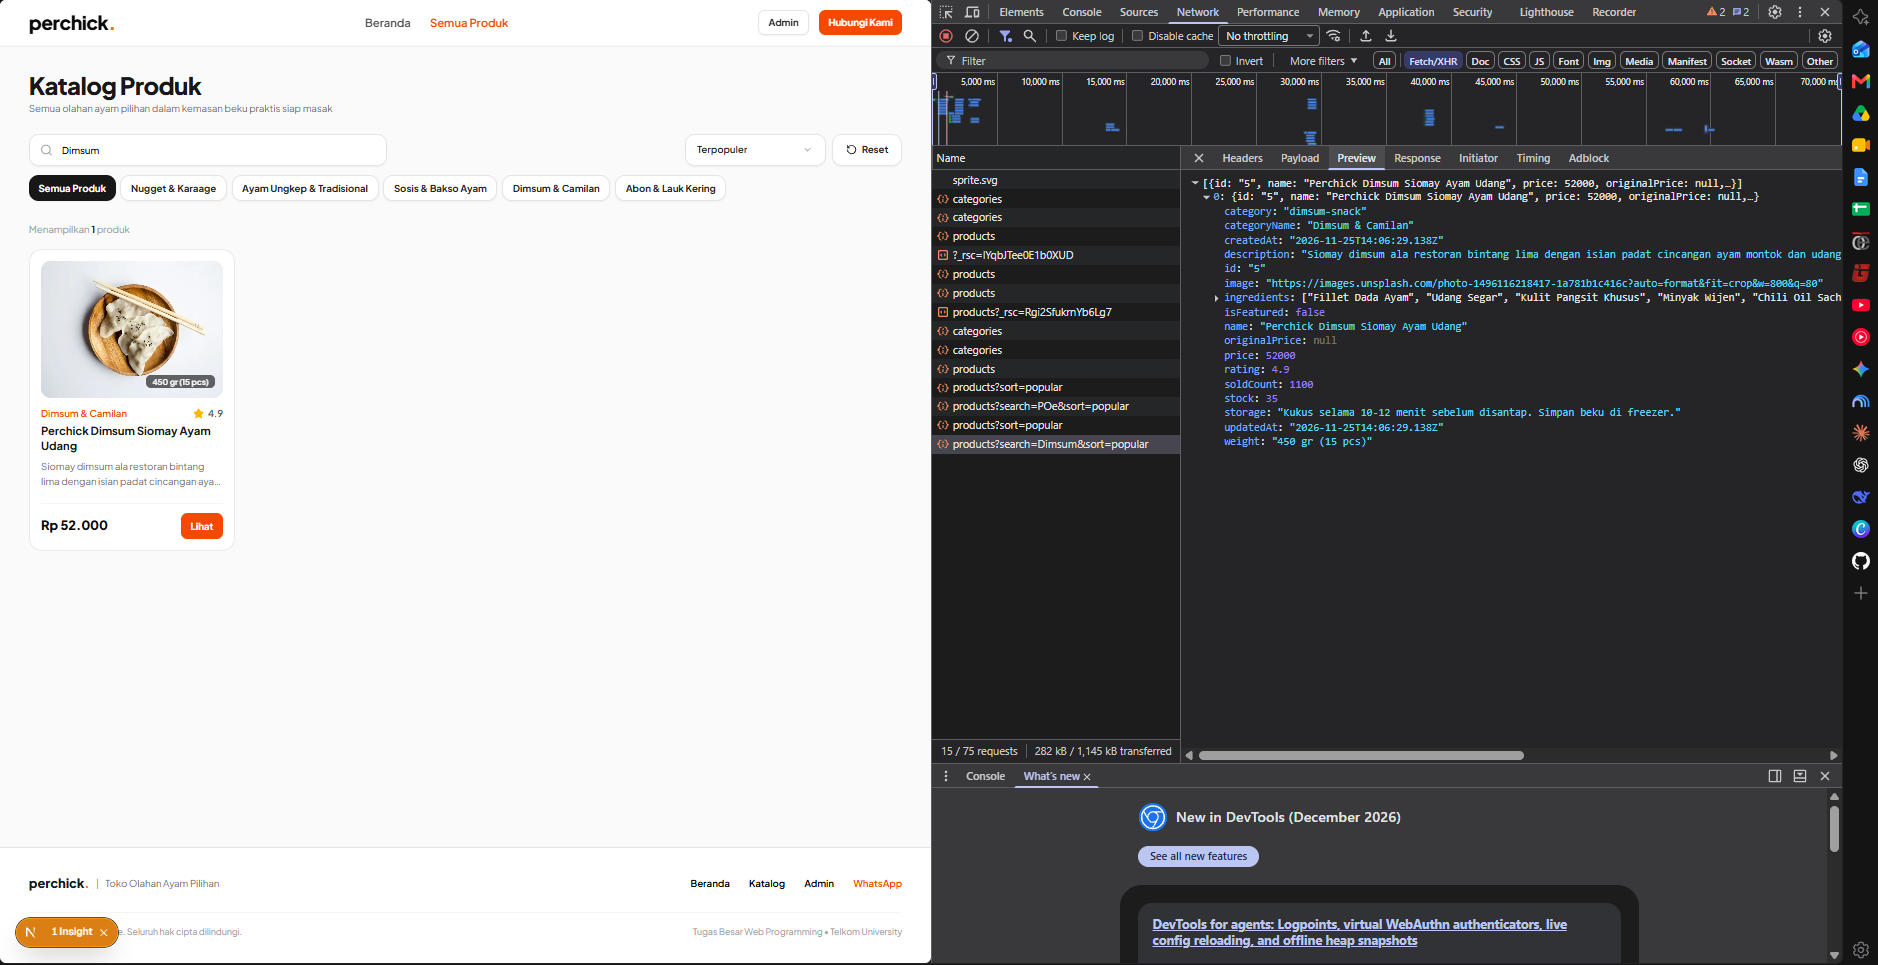 perchick.
Beranda
Semua Produk
Admin
Hubungi Kami
Katalog Produk
Semua olahan ayam pilihan dalam kemasan beku praktis siap masak
Dimsum
Terpopuler
Reset
Semua Produk
Nugget & Karaage
Ayam Ungkep & Tradisional
Sosis & Bakso Ayam
Dimsum & Camilan
Abon & Lauk Kering
Menampilkan 1 produk
450 gr (15 pcs)
Dimsum & Camilan
4.9
Perchick Dimsum Siomay Ayam
Udang
Siomay dimsum ala restoran bintang
lima dengan isian padat cincangan aya...
Rp 52.000
Lihat
perchick.
Toko Olahan Ayam Pilihan
Beranda
Katalog
Admin
WhatsApp
N 1 Insight
e. Seluruh hak cipta dilindungi.
Tugas Besar Web Programming • Telkom University
Elements
Console
Sources
Network
Performance
Memory
Application
Security
Lighthouse
Recorder
2
2
Keep log
Disable cache
No throttling
Filter
Invert
More filters
All
Fetch/XHR
Doc
CSS
JS
Font
Img
Media
Manifest
Socket
Wasm
Other
5,000 ms
10,000 ms
15,000 ms
20,000 ms
25,000 ms
30,000 ms
35,000 ms
40,000 ms
45,000 ms
50,000 ms
55,000 ms
60,000 ms
65,000 ms
70,000 m
Name
sprite.svg
categories
categories
products
?_rsc=IYqbJTee0E1b0XUD
products
products
products?_rsc=Rgi2SfukrnYb6Lg7
categories
categories
products
products?sort=popular
products?search=POe&sort=popular
products?sort=popular
products?search=Dimsum&sort=popular
15 / 75 requests
282 kB / 1,145 kB transferred
Headers
Payload
Preview
Response
Initiator
Timing
Adblock
[{id: "5", name: "Perchick Dimsum Siomay Ayam Udang", price: 52000, originalPrice: null,…}]
0: {id: "5", name: "Perchick Dimsum Siomay Ayam Udang", price: 52000, originalPrice: null,…}
category: "dimsum-snack"
categoryName: "Dimsum & Camilan"
createdAt: "2026-11-25T14:06:29.138Z"
description: "Siomay dimsum ala restoran bintang lima dengan isian padat cincangan ayam montok dan udang
id: "5"
image: "https://images.unsplash.com/photo-1496116218417-1a781b1c416c?auto=format&fit=crop&w=800&q=80"
ingredients: ["Fillet Dada Ayam", "Udang Segar", "Kulit Pangsit Khusus", "Minyak Wijen", "Chili Oil Sach
isFeatured: false
name: "Perchick Dimsum Siomay Ayam Udang"
originalPrice: null
price: 52000
rating: 4.9
soldCount: 1100
stock: 35
storage: "Kukus selama 10-12 menit sebelum disantap. Simpan beku di freezer."
updatedAt: "2026-11-25T14:06:29.138Z"
weight: "450 gr (15 pcs)"
Console
What's new
New in DevTools (December 2026)
See all new features
DevTools for agents: Logpoints, virtual WebAuthn authenticators, live
config reloading, and offline heap snapshots